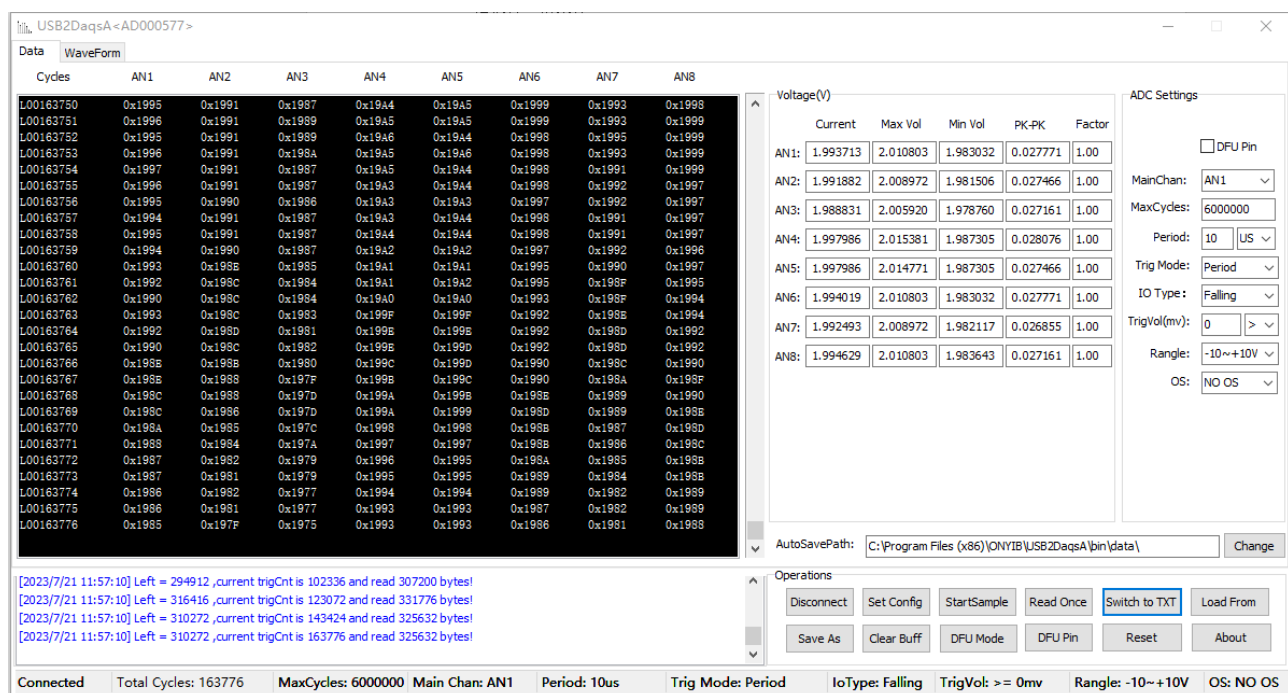 USB2DaqsA<AD000577>
Data WaveForm
Cycles AN1 AN2 AN3 AN4 AN5 AN6 AN7 AN8
L00163750 0x1995 0x1991 0x1987 0x19A4 0x19A5 0x1999 0x1993 0x1998
L00163751 0x1996 0x1991 0x1989 0x19A5 0x19A5 0x1999 0x1993 0x1999
L00163752 0x1995 0x1991 0x1989 0x19A6 0x19A4 0x1998 0x1995 0x1999
L00163753 0x1996 0x1991 0x198A 0x19A5 0x19A6 0x1998 0x1993 0x1999
L00163754 0x1997 0x1991 0x1987 0x19A5 0x19A4 0x1998 0x1991 0x1999
L00163755 0x1996 0x1991 0x1987 0x19A3 0x19A4 0x1998 0x1992 0x1997
L00163756 0x1995 0x1990 0x1986 0x19A3 0x19A3 0x1997 0x1992 0x1997
L00163757 0x1994 0x1991 0x1987 0x19A3 0x19A4 0x1998 0x1991 0x1997
L00163758 0x1995 0x1991 0x1987 0x19A4 0x19A4 0x1998 0x1991 0x1997
L00163759 0x1994 0x1990 0x1987 0x19A2 0x19A2 0x1997 0x1992 0x1996
L00163760 0x1993 0x198E 0x1985 0x19A1 0x19A1 0x1995 0x1990 0x1997
L00163761 0x1992 0x198C 0x1984 0x19A1 0x19A2 0x1995 0x198F 0x1995
L00163762 0x1990 0x198C 0x1984 0x19A0 0x19A0 0x1993 0x198F 0x1994
L00163763 0x1993 0x198C 0x1983 0x199F 0x199F 0x1992 0x198E 0x1994
L00163764 0x1992 0x198D 0x1981 0x199E 0x199E 0x1992 0x198D 0x1992
L00163765 0x1990 0x198C 0x1982 0x199E 0x199D 0x1992 0x198D 0x1992
L00163766 0x198E 0x198B 0x1980 0x199C 0x199D 0x1990 0x198C 0x1990
L00163767 0x198E 0x1988 0x197F 0x199B 0x199C 0x1990 0x198A 0x198F
L00163768 0x198C 0x1988 0x197D 0x199A 0x199B 0x198E 0x1989 0x1990
L00163769 0x198C 0x1986 0x197D 0x199A 0x1999 0x198D 0x1989 0x198E
L00163770 0x198A 0x1985 0x197C 0x1998 0x1998 0x198B 0x1987 0x198D
L00163771 0x1988 0x1984 0x197A 0x1997 0x1997 0x198B 0x1986 0x198C
L00163772 0x1987 0x1982 0x1979 0x1996 0x1995 0x198A 0x1985 0x198B
L00163773 0x1987 0x1981 0x1979 0x1995 0x1995 0x1989 0x1984 0x198B
L00163774 0x1986 0x1982 0x1977 0x1994 0x1994 0x1989 0x1982 0x1989
L00163775 0x1986 0x1981 0x1977 0x1993 0x1993 0x1987 0x1982 0x1989
L00163776 0x1985 0x197F 0x1975 0x1993 0x1993 0x1986 0x1981 0x1988
Voltage(V)
Current Max Vol Min Vol PK-PK Factor
AN1: 1.993713 2.010803 1.983032 0.027771 1.00
AN2: 1.991882 2.008972 1.981506 0.027466 1.00
AN3: 1.988831 2.005920 1.978760 0.027161 1.00
AN4: 1.997986 2.015381 1.987305 0.028076 1.00
AN5: 1.997986 2.014771 1.987305 0.027466 1.00
AN6: 1.994019 2.010803 1.983032 0.027771 1.00
AN7: 1.992493 2.008972 1.982117 0.026855 1.00
AN8: 1.994629 2.010803 1.983643 0.027161 1.00
ADC Settings
DFU Pin
MainChan: AN1
MaxCycles: 6000000
Period: 10 US
Trig Mode: Period
IO Type: Falling
TrigVol(mv): 0 >
Rangle: -10~+10V
OS: NO OS
AutoSavePath: C:\Program Files (x86)\ONYIB\USB2DaqsA\bin\data\ Change
[2023/7/21 11:57:10] Left = 294912 ,current trigCnt is 102336 and read 307200 bytes!
[2023/7/21 11:57:10] Left = 316416 ,current trigCnt is 123072 and read 331776 bytes!
[2023/7/21 11:57:10] Left = 310272 ,current trigCnt is 143424 and read 325632 bytes!
[2023/7/21 11:57:10] Left = 310272 ,current trigCnt is 163776 and read 325632 bytes!
Operations
Disconnect Set Config StartSample Read Once Switch to TXT Load From
Save As Clear Buff DFU Mode DFU Pin Reset About
Connected Total Cycles: 163776 MaxCycles: 6000000 Main Chan: AN1 Period: 10us Trig Mode: Period IoType: Falling TrigVol: >= 0mv Rangle: -10~+10V OS: NO OS